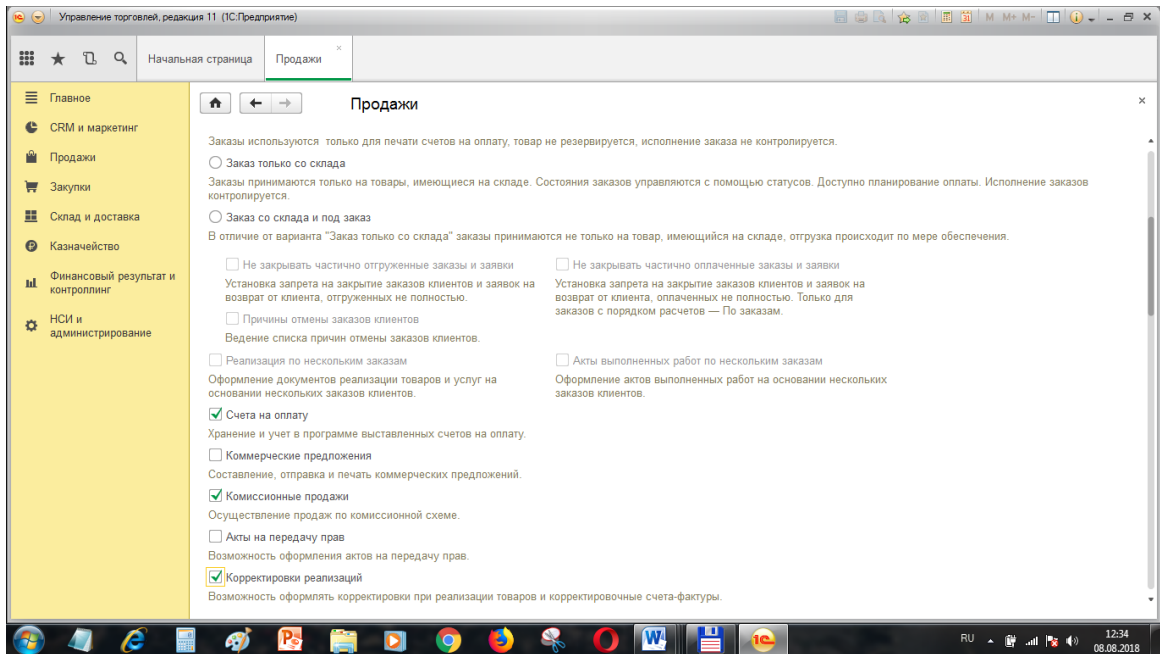 Управление торговлей, редакция 11 (1С:Предприятие)
M M+ M-
Начальная страница
Продажи
Главное
CRM и маркетинг
Продажи
Закупки
Склад и доставка
Казначейство
Финансовый результат и
контроллинг
НСИ и
администрирование
Продажи
Заказы используются только для печати счетов на оплату, товар не резервируется, исполнение заказа не контролируется.
Заказ только со склада
Заказы принимаются только на товары, имеющиеся на складе. Состояния заказов управляются с помощью статусов. Доступно планирование оплаты. Исполнение заказов
контролируется.
Заказ со склада и под заказ
В отличие от варианта "Заказ только со склада" заказы принимаются не только на товар, имеющийся на складе, отгрузка происходит по мере обеспечения.
Не закрывать частично отгруженные заказы и заявки
Установка запрета на закрытие заказов клиентов и заявок на
возврат от клиента, отгруженных не полностью.
Не закрывать частично оплаченные заказы и заявки
Установка запрета на закрытие заказов клиентов и заявок на
возврат от клиента, оплаченных не полностью. Только для
заказов с порядком расчетов — По заказам.
Причины отмены заказов клиентов
Ведение списка причин отмены заказов клиентов.
Реализация по нескольким заказам
Оформление документов реализации товаров и услуг на
основании нескольких заказов клиентов.
Акты выполненных работ по нескольким заказам
Оформление актов выполненных работ на основании нескольких
заказов клиентов.
Счета на оплату
Хранение и учет в программе выставленных счетов на оплату.
Коммерческие предложения
Составление, отправка и печать коммерческих предложений.
Комиссионные продажи
Осуществление продаж по комиссионной схеме.
Акты на передачу прав
Возможность оформления актов на передачу прав.
Корректировки реализаций
Возможность оформлять корректировки при реализации товаров и корректировочные счета-фактуры.
RU
12:34
08.08.2018